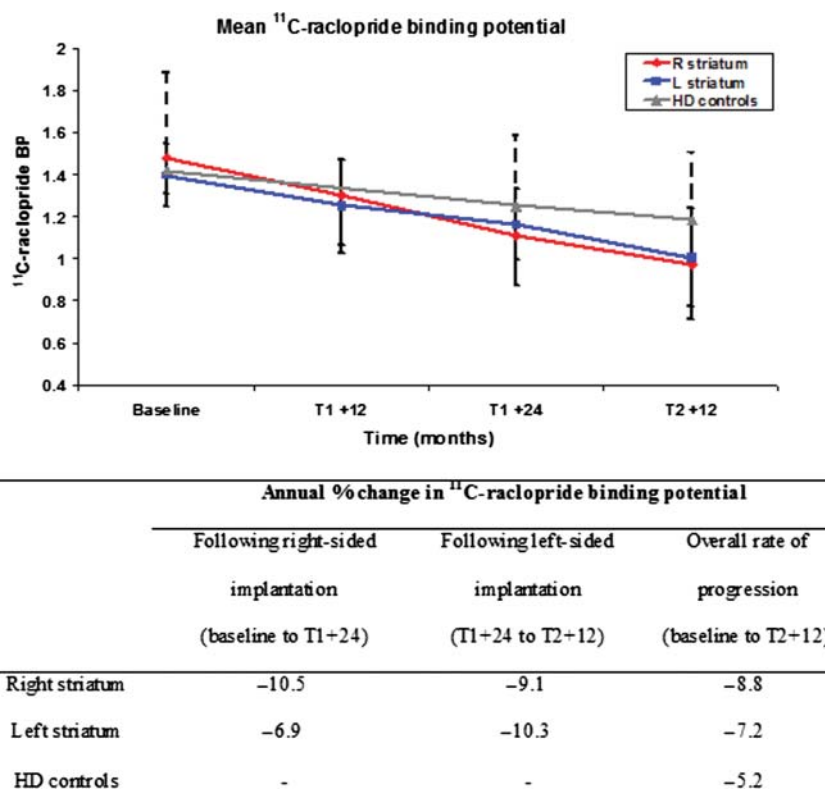 Mean ¹¹C-raclopride binding potential
2
1.8
1.6
1.4
1.2
1
0.8
0.6
0.4
¹¹C-raclopride BP
R striatum
L striatum
HD controls
Baseline
T1 +12
T1 +24
T2 +12
Time (months)
Annual % change in ¹¹C-raclopride binding potential
Following right-sided implantation (baseline to T1+24)
Following left-sided implantation (T1+24 to T2+12)
Overall rate of progression (baseline to T2+12)
Right striatum –10.5 –9.1 –8.8
Left striatum –6.9 –10.3 –7.2
HD controls - - –5.2